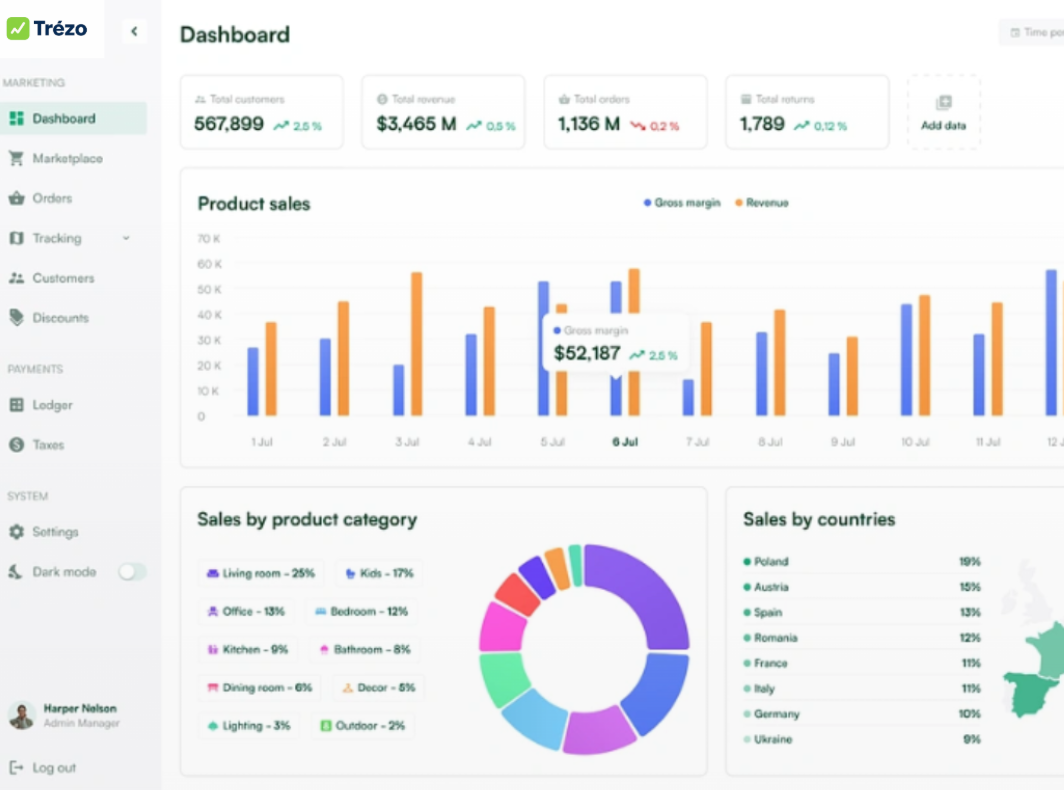 Trézo
MARKETING
Dashboard
Marketplace
Orders
Tracking
Customers
Discounts
PAYMENTS
Ledger
Taxes
SYSTEM
Settings
Dark mode
Harper Nelson
Admin Manager
Log out
Dashboard
Time
Total customers
567,899 2,5 %
Total revenue
$3,465 M 0,5 %
Total orders
1,136 M 0,2 %
Total returns
1,789 0,12 %
Add data
Product sales
Gross margin Revenue
70 K
60 K
50 K
40 K
30 K
20 K
10 K
0
Gross margin
$52,187 2,5 %
1 Jul 2 Jul 3 Jul 4 Jul 5 Jul 6 Jul 7 Jul 8 Jul 9 Jul 10 Jul 11 Jul 12
Sales by product category
Living room - 25% Kids - 17%
Office - 13% Bedroom - 12%
Kitchen - 9% Bathroom - 8%
Dining room - 6% Decor - 5%
Lighting - 3% Outdoor - 2%
Sales by countries
Poland 19%
Austria 15%
Spain 13%
Romania 12%
France 11%
Italy 11%
Germany 10%
Ukraine 9%